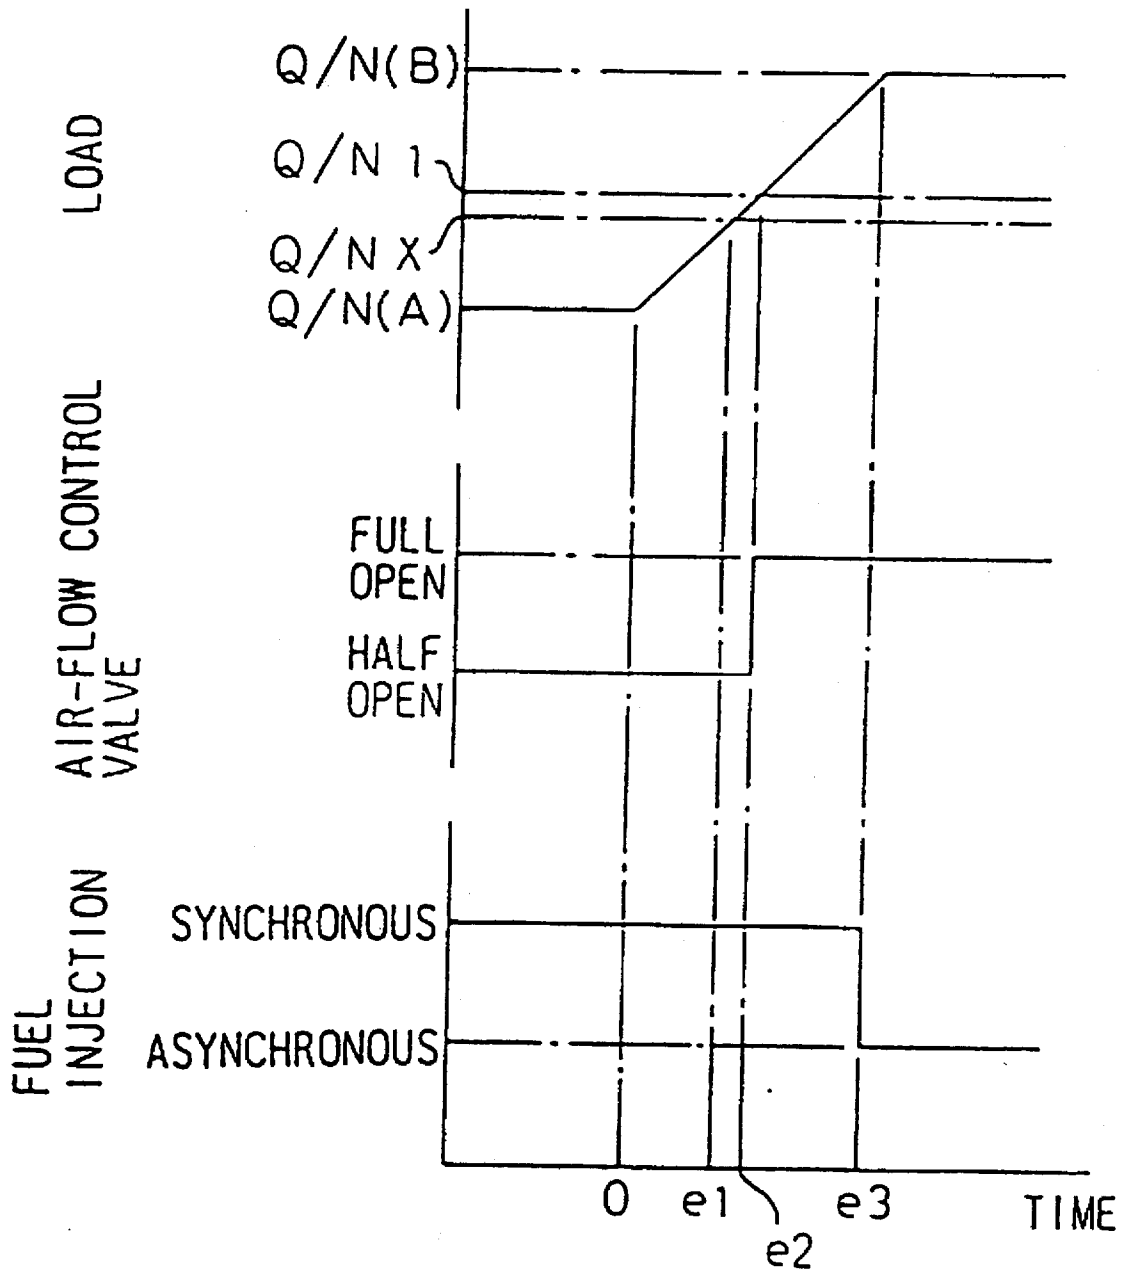 LOAD
Q/N(B)
Q/N 1
Q/N X
Q/N(A)
AIR-FLOW CONTROL
VALVE
FULL
OPEN
HALF
OPEN
FUEL
INJECTION
SYNCHRONOUS
ASYNCHRONOUS
0
e1
e2
e3
TIME